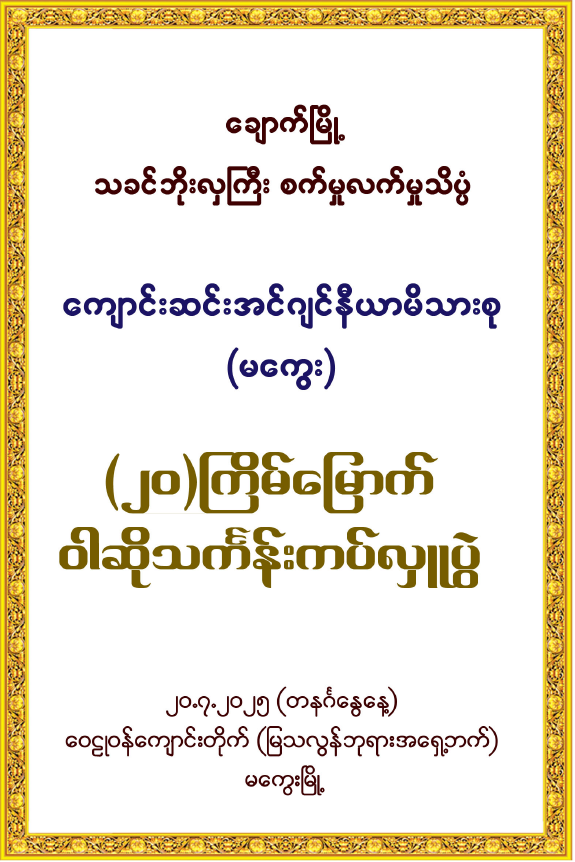 ချောက်မြို့
သခင်ဘိုးလှကြီး စက်မှုလက်မှုသိပ္ပံ
ကျောင်းဆင်းအင်ဂျင်နီယာမိသားစု
(မကွေး)
(၂၀)ကြိမ်မြောက်
ဝါဆိုသင်္ကန်းကပ်လှူပွဲ
၂၀.၇.၂၀၂၅ (တနင်္ဂနွေနေ့)
ဝေဠုဝန်ကျောင်းတိုက် (မြသလွန်ဘုရားအရှေ့ဘက်)
မကွေးမြို့